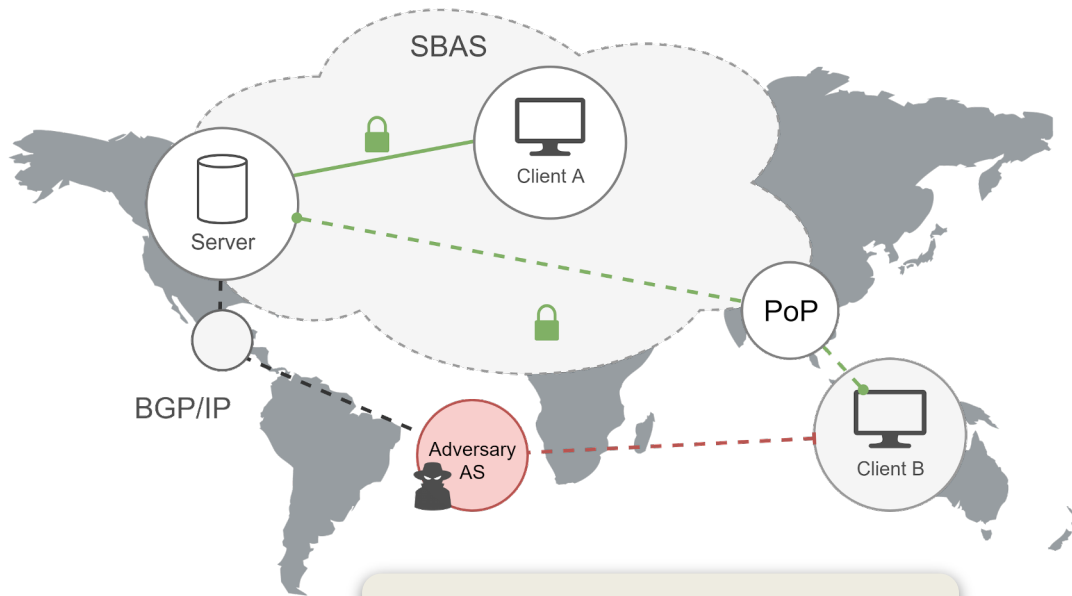 SBAS
Client A
Server
PoP
BGP/IP
Adversary
AS
Client B